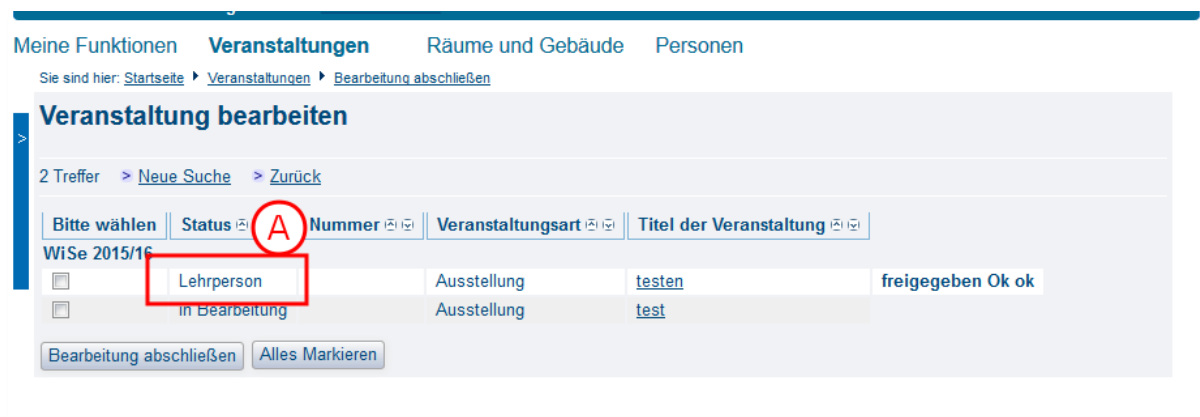 Meine Funktionen Veranstaltungen Räume und Gebäude Personen
Sie sind hier: Startseite Veranstaltungen Bearbeitung abschließen
Veranstaltung bearbeiten
>
2 Treffer > Neue Suche > Zurück
Bitte wählen Status A Nummer Veranstaltungsart Titel der Veranstaltung
WiSe 2015/16
Lehrperson Ausstellung testen freigegeben Ok ok
in Bearbeitung Ausstellung test
Bearbeitung abschließen Alles Markieren